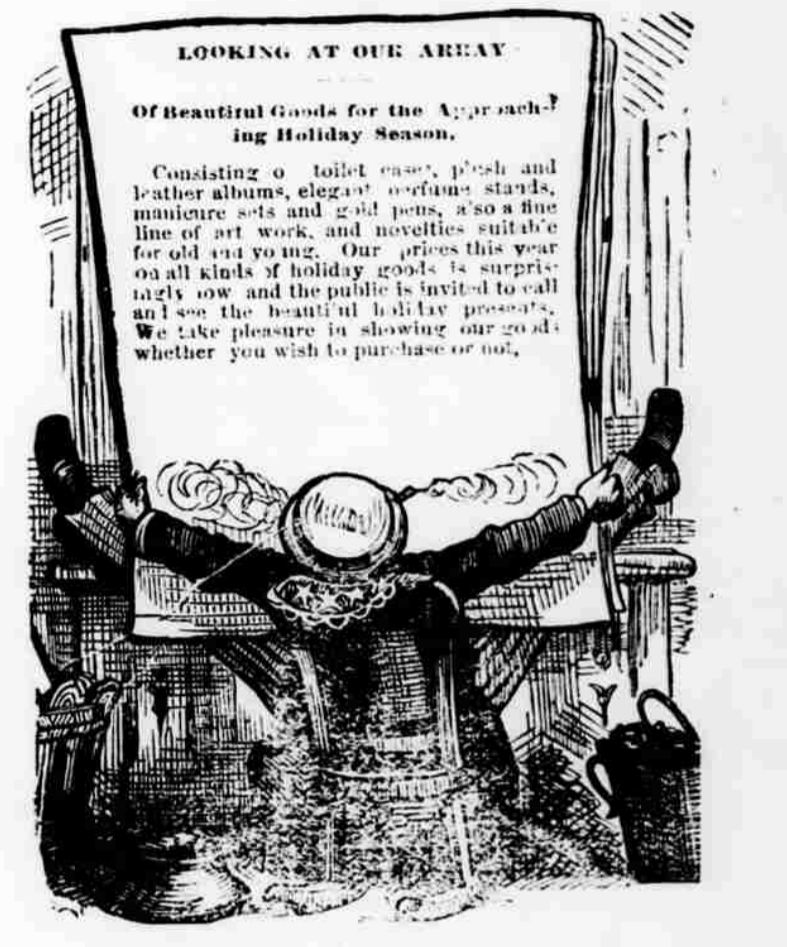 LOOKING AT OUR ARRAY
Of Beautiful Goods for the Approach-
ing Holiday Season.
Consisting o toilet cases, plush and
leather albums, elegant perfume stands,
manicure sets and gold pens, also a fine
line of art work, and novelties suitable
for old and young. Our prices this year
on all kinds of holiday goods is surpris-
ingly low and the public is invited to call
and see the beautiful holiday presents.
We take pleasure in showing our goods
whether you wish to purchase or not.